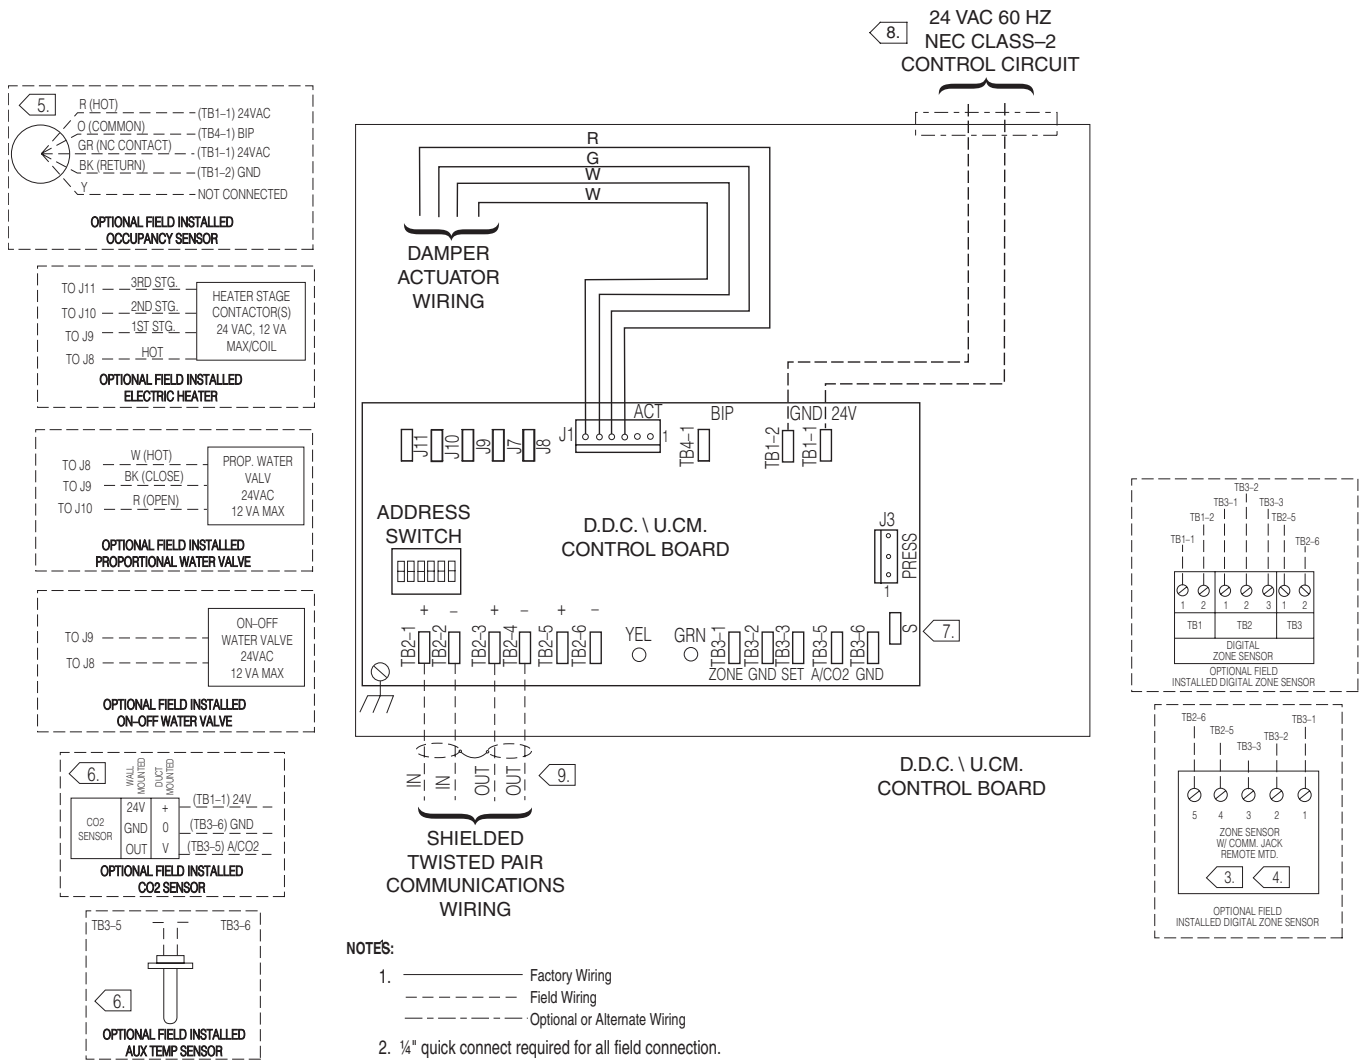 8.
24 VAC 60 HZ
NEC CLASS–2
CONTROL CIRCUIT
5.
R (HOT)
(TB1–1) 24VAC
O (COMMON)
(TB4–1) BIP
GR (NC CONTACT)
(TB1–1) 24VAC
BK (RETURN)
(TB1–2) GND
Y
NOT CONNECTED
OPTIONAL FIELD INSTALLED
OCCUPANCY SENSOR
TO J11 3RD STG.
TO J10 2ND STG.
TO J9 1ST STG.
TO J8 HOT
HEATER STAGE
CONTACTOR(S)
24 VAC, 12 VA
MAX/COIL
OPTIONAL FIELD INSTALLED
ELECTRIC HEATER
TO J8 W (HOT)
TO J9 BK (CLOSE)
TO J10 R (OPEN)
PROP. WATER
VALV
24VAC
12 VA MAX
OPTIONAL FIELD INSTALLED
PROPORTIONAL WATER VALVE
TO J9
TO J8
ON–OFF
WATER VALVE
24VAC
12 VA MAX
OPTIONAL FIELD INSTALLED
ON–OFF WATER VALVE
6.
WALL
MOUNTED
DUCT
MOUNTED
CO2
SENSOR
24V + (TB1–1) 24V
GND 0 (TB3–6) GND
OUT V (TB3–5) A/CO2
OPTIONAL FIELD INSTALLED
CO2 SENSOR
TB3–5 TB3–6
6.
OPTIONAL FIELD INSTALLED
AUX TEMP SENSOR
R
G
W
W
DAMPER
ACTUATOR
WIRING
J11 J10 J9 J7 J8
J1 ACT 1
BIP
TB4–1
GND 24V
TB1–2 TB1–1
ADDRESS
SWITCH
D.D.C. \ U.CM.
CONTROL BOARD
J3
PRESS
1
+ – + – + –
TB2–1 TB2–2 TB2–3 TB2–4 TB2–5 TB2–6
YEL GRN
TB3–1 TB3–2 TB3–3 TB3–5 TB3–6
ZONE GND SET A/CO2 GND
S
7.
IN IN OUT OUT
9.
SHIELDED
TWISTED PAIR
COMMUNICATIONS
WIRING
D.D.C. \ U.CM.
CONTROL BOARD
TB3–2
TB3–1 TB3–3
TB1–2 TB2–5
TB1–1 TB2–6
1 2 1 2 3 1 2
TB1 TB2 TB3
DIGITAL
ZONE SENSOR
OPTIONAL FIELD
INSTALLED DIGITAL ZONE SENSOR
TB2–6 TB3–1
TB2–5 TB3–2
TB3–3
5 4 3 2 1
ZONE SENSOR
W/ COMM. JACK
REMOTE MTD.
3. 4.
OPTIONAL FIELD
INSTALLED DIGITAL ZONE SENSOR
NOTES:
1. Factory Wiring
Field Wiring
Optional or Alternate Wiring
2. ¼" quick connect required for all field connection.